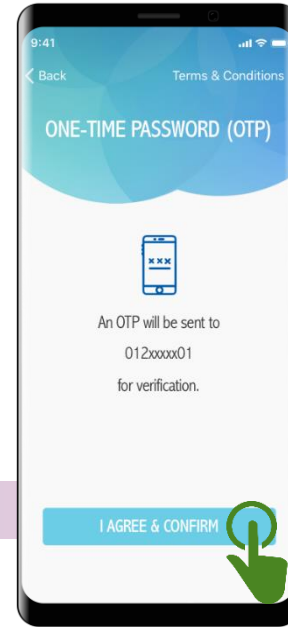 9:41
Back Terms & Conditions
ONE-TIME PASSWORD (OTP)
xxx
An OTP will be sent to
012xxxxx01
for verification.
I AGREE & CONFIRM